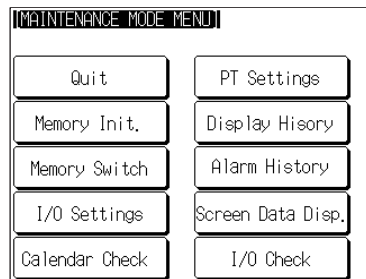 [MAINTENANCE MODE MENU]
Quit
PT Settings
Memory Init.
Display Hisory
Memory Switch
Alarm History
I/O Settings
Screen Data Disp.
Calendar Check
I/O Check